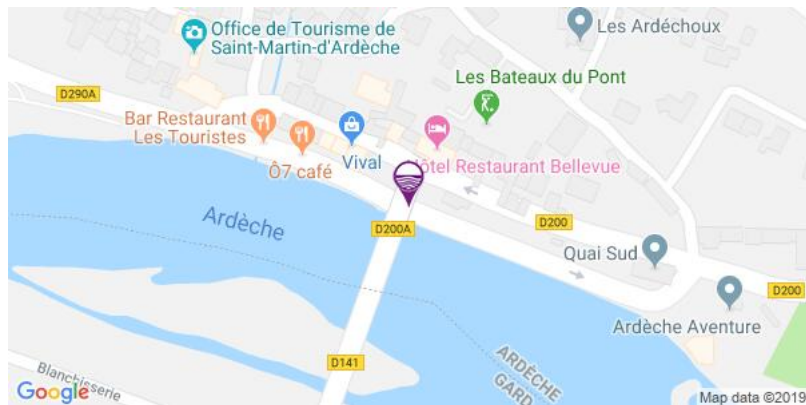 Office de Tourisme de
Saint-Martin-d'Ardèche
Les Ardéchoux
Les Bateaux du Pont
D290A
Bar Restaurant
Les Touristes
Ô7 café
Vival
Hôtel Restaurant Bellevue
Ardèche
D200A
D200
Quai Sud
D200
Ardèche Aventure
D141
ARDÈCHE
GARD
Blanchisserie
Google
Map data ©2019